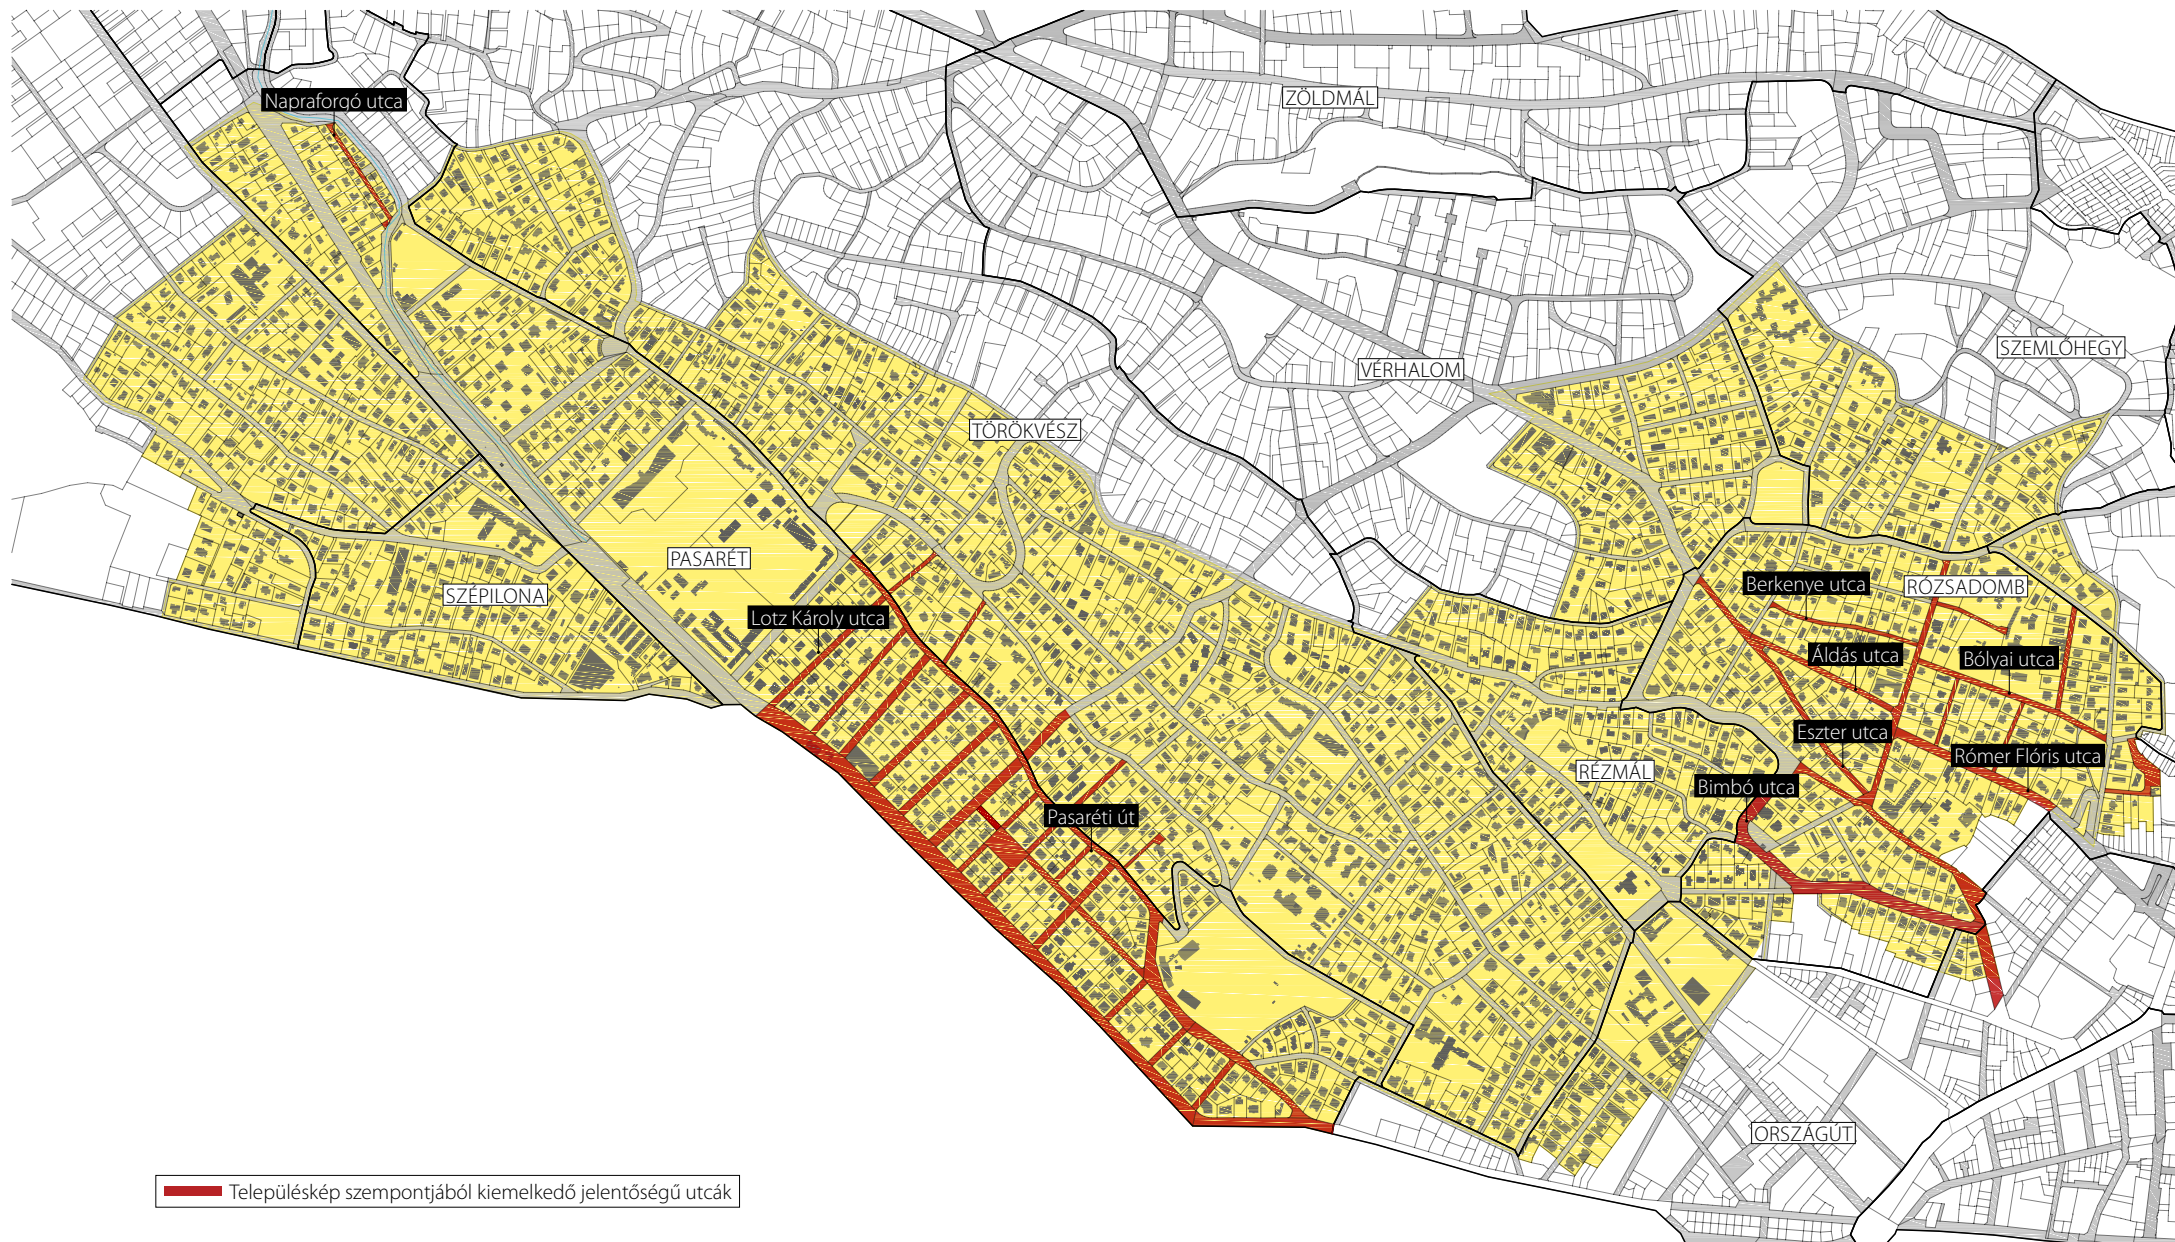 Napraforgó utca
ZÖLDMÁL
SZEMLŐHEGY
VÉRHALOM
TÖRÖKVÉSZ
PASARÉT
SZÉPILONA
Lotz Károly utca
Berkenye utca
RÓZSADOMB
Áldás utca
Bólyai utca
Eszter utca
Rómer Flóris utca
RÉZMÁL
Bimbó utca
Pasaréti út
ORSZÁGÚT
Településkép szempontjából kiemelkedő jelentőségű utcák